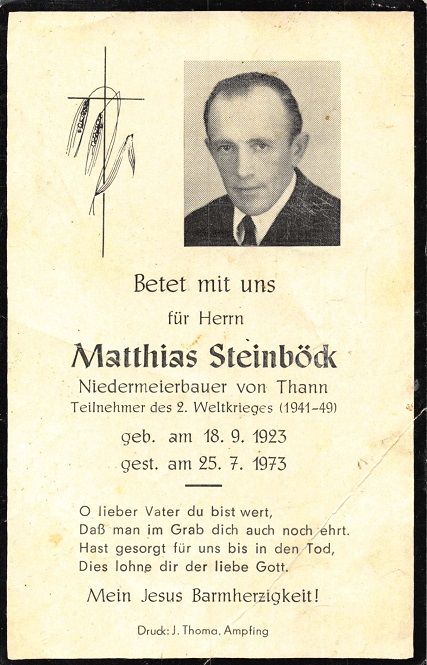 Betet mit uns
für Herrn
Matthias Steinböck
Niedermeierbauer von Thann
Teilnehmer des 2. Weltkrieges (1941-49)
geb. am 18. 9. 1923
gest. am 25. 7. 1973
O lieber Vater du bist wert,
Daß man im Grab dich auch noch ehrt.
Hast gesorgt für uns bis in den Tod,
Dies lohne dir der liebe Gott.
Mein Jesus Barmherzigkeit!
Druck: J. Thoma, Ampfing